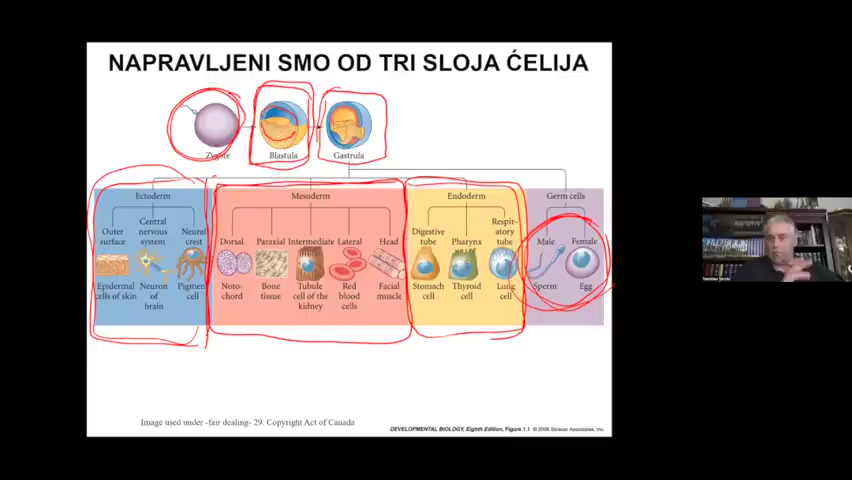 NAPRAVLJENI SMO OD TRI SLOJA ĆELIJA
Zygote
Blastula
Gastrula
Ectoderm
Mesoderm
Endoderm
Germ cells
Outer
surface
Central
nervous
system
Neural
crest
Dorsal
Paraxial
Intermediate
Lateral
Head
Digestive
tube
Pharynx
Respir-
atory
tube
Male
Female
Epidermal
cells of skin
Neuron
of
brain
Pigment
cell
Noto-
chord
Bone
tissue
Tubule
cell of the
kidney
Red
blood
cells
Facial
muscle
Stomach
cell
Thyroid
cell
Lung
cell
Sperm
Egg
Image used under -fair dealing- 29. Copyright Act of Canada
DEVELOPMENTAL BIOLOGY, Eighth Edition, Figure 1.1 © 2006 Sinauer Associates, Inc.